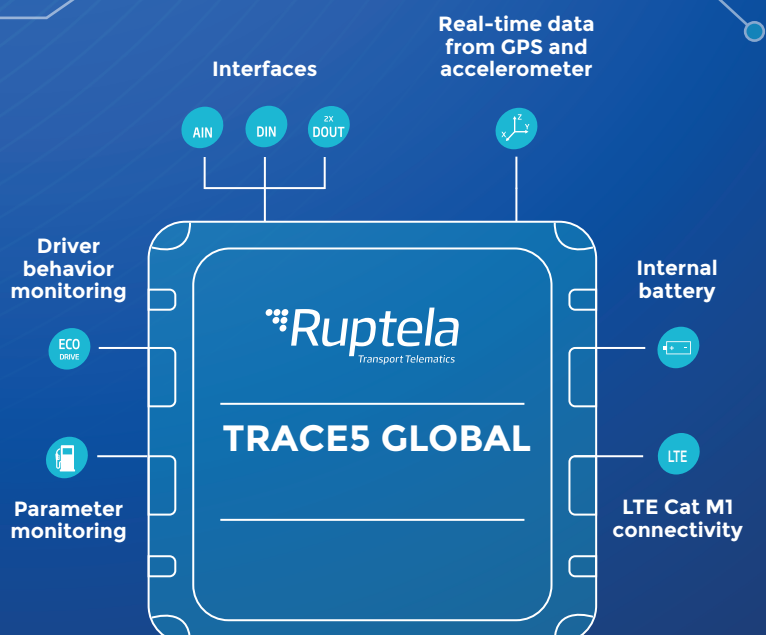 Real-time data
from GPS and
accelerometer
Interfaces
AIN
DIN
2X
DOUT
X
Z
Y
Driver
behavior
monitoring
ECO
DRIVE
Internal
battery
+ -
Ruptela
Transport Telematics
TRACE5 GLOBAL
Parameter
monitoring
LTE
LTE Cat M1
connectivity